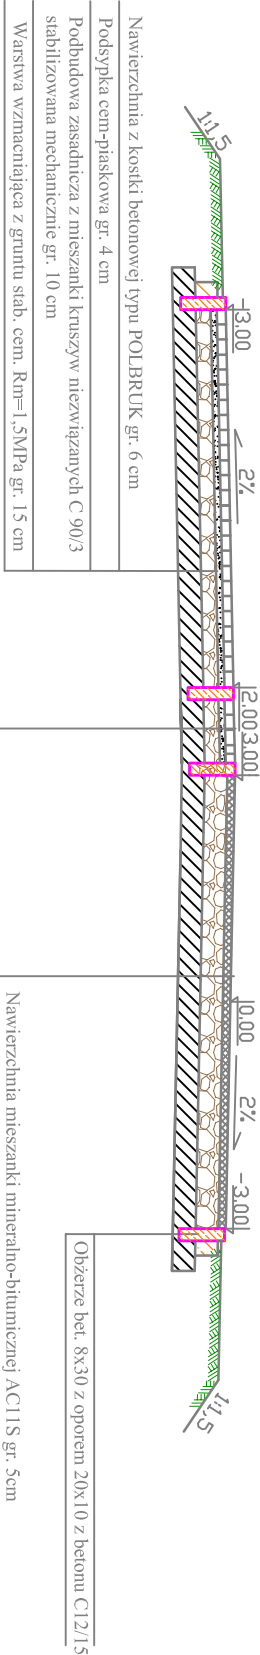 1:1,5
-|3.00
2%
|2.00
3.00|
|0.00
2%
-3.00|
1:1,5
Nawierzchnia z kostki betonowej typu POLBRUK gr. 6 cm
Podsypka cem-piaskowa gr. 4 cm
Podbudowa zasadnicza z mieszanki kruszyw niezwiązanych C 90/3
stabilizowana mechanicznie gr. 10 cm
Warstwa wzmacniająca z gruntu stab. cem. Rm=1,5MPa gr. 15 cm
Obżerze bet. 8x30 z oporem 20x10 z betonu C12/15
Nawierzchnia mieszanki mineralno-bitumicznej AC11S gr. 5cm